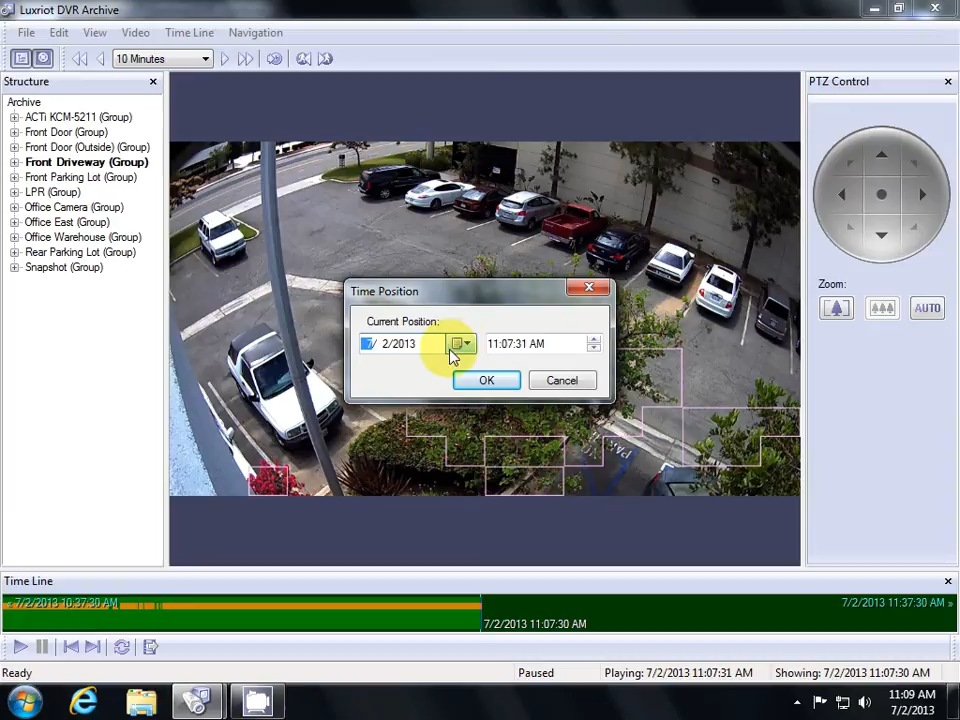 Luxriot DVR Archive
File Edit View Video Time Line Navigation
10 Minutes
Structure
Archive
ACTi KCM-5211 (Group)
Front Door (Group)
Front Door (Outside) (Group)
Front Driveway (Group)
Front Parking Lot (Group)
LPR (Group)
Office Camera (Group)
Office East (Group)
Office Warehouse (Group)
Rear Parking Lot (Group)
Snapshot (Group)
Time Position
Current Position:
7/ 2/2013
11:07:31 AM
OK Cancel
PTZ Control
Zoom:
AUTO
Time Line
« 7/2/2013 10:37:30 AM
7/2/2013 11:37:30 AM »
7/2/2013 11:07:30 AM
Ready
Paused
Playing: 7/2/2013 11:07:31 AM
Showing: 7/2/2013 11:07:30 AM
11:09 AM
7/2/2013